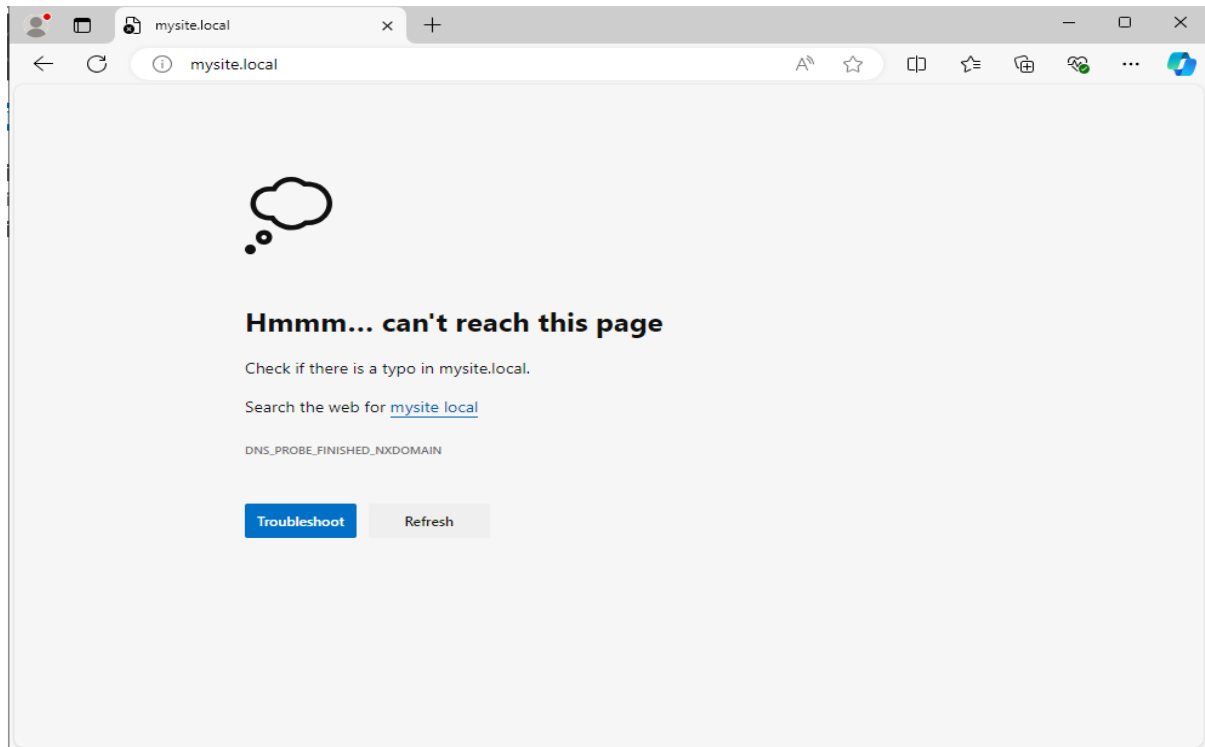 mysite.local
mysite.local
Hmmm... can't reach this page
Check if there is a typo in mysite.local.
Search the web for mysite local
DNS_PROBE_FINISHED_NXDOMAIN
Troubleshoot Refresh